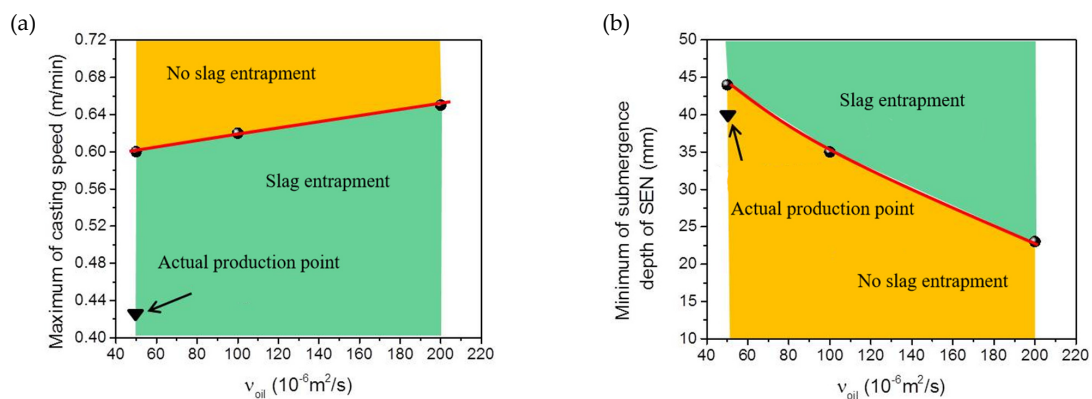 (a)
Maximum of casting speed (m/min)
0.72
0.68
0.64
0.60
0.56
0.52
0.48
0.44
0.40
No slag entrapment
Slag entrapment
Actual production point
40 60 80 100 120 140 160 180 200 220
νoil (10⁻⁶m²/s)
(b)
Minimum of submergence
depth of SEN (mm)
50
45
40
35
30
25
20
15
10
Slag entrapment
Actual production point
No slag entrapment
40 60 80 100 120 140 160 180 200 220
νoil (10⁻⁶m²/s)